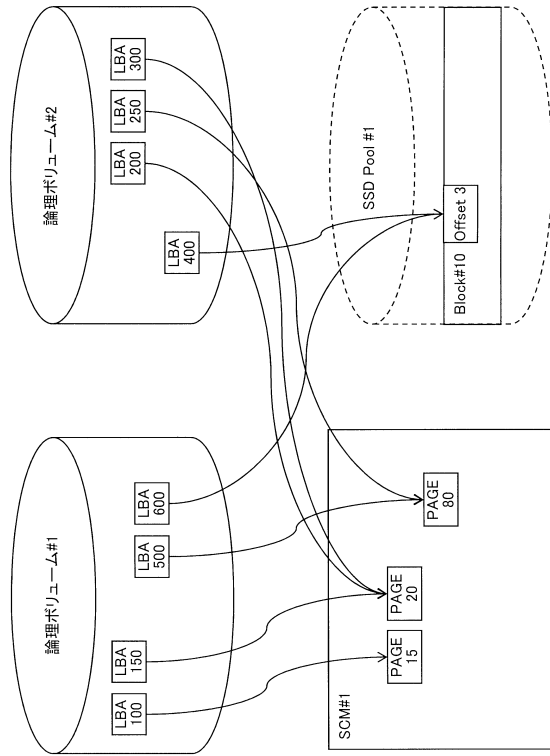 論理ボリューム#1
LBA
100
LBA
150
LBA
500
LBA
600
論理ボリューム#2
LBA
400
LBA
200
LBA
250
LBA
300
SCM#1
PAGE
15
PAGE
20
PAGE
80
SSD Pool #1
Block#10
Offset 3